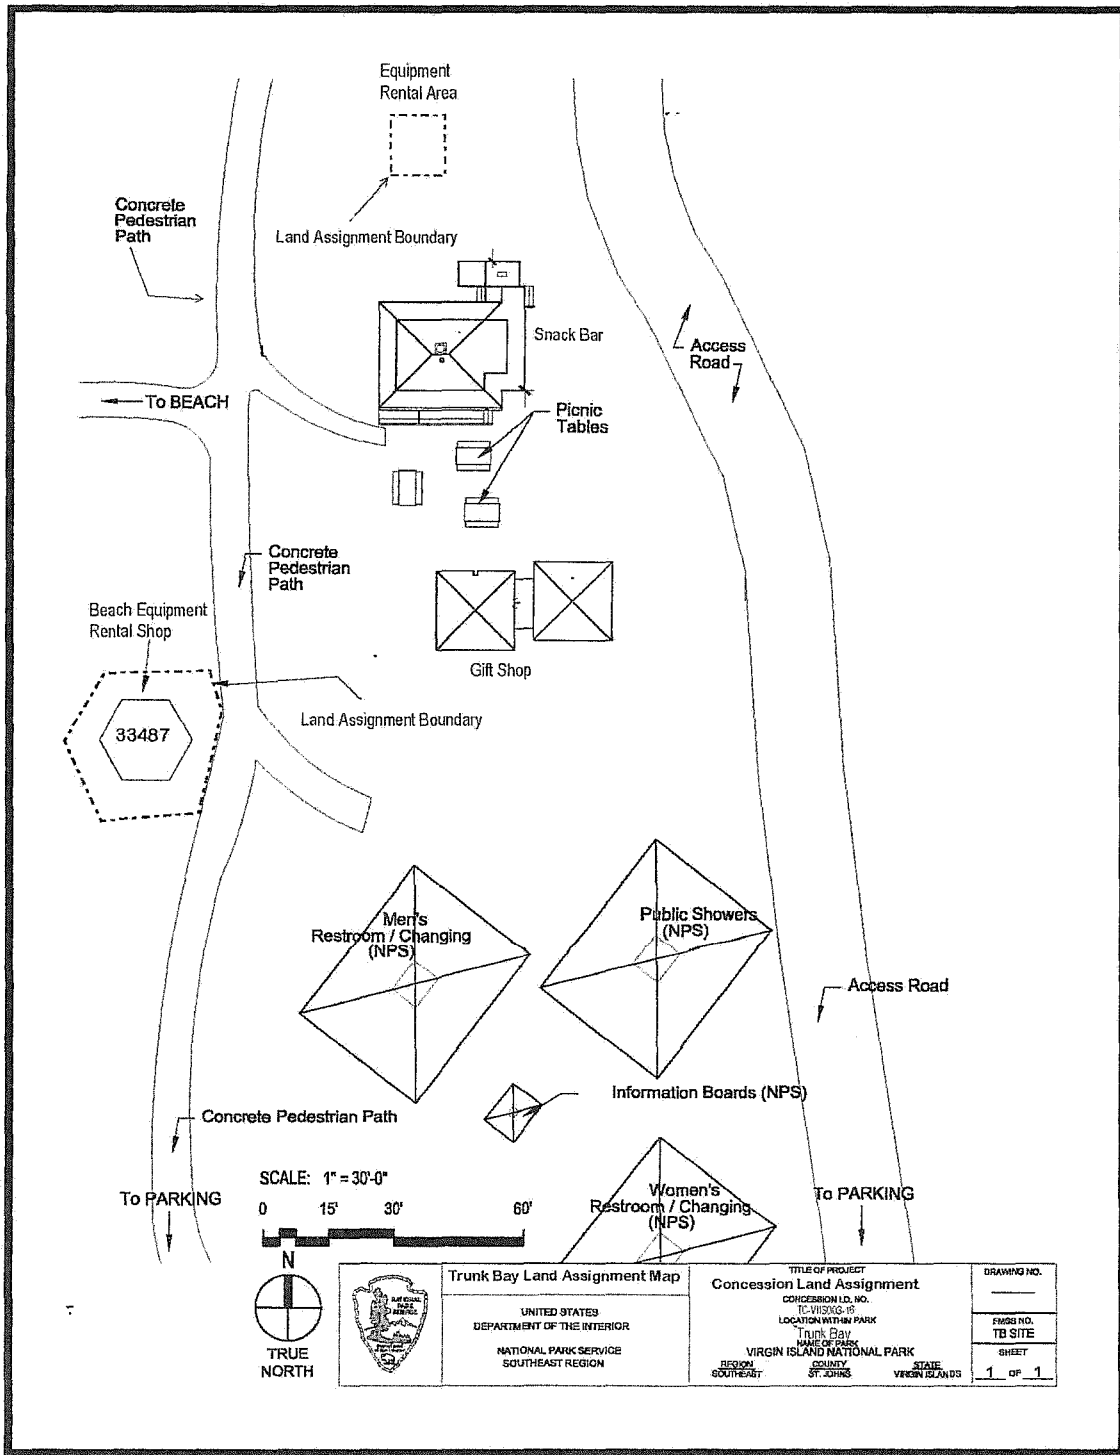 Equipment
Rental Area
Concrete
Pedestrian
Path
Land Assignment Boundary
Snack Bar
Access
Road
To BEACH
Picnic
Tables
Concrete
Pedestrian
Path
Beach Equipment
Rental Shop
Gift Shop
33487
Land Assignment Boundary
Men's
Restroom / Changing
(NPS)
Public Showers
(NPS)
Access Road
Information Boards (NPS)
Concrete Pedestrian Path
SCALE: 1" = 30'-0"
To PARKING
0 15' 30' 60'
Women's
Restroom / Changing
(NPS)
To PARKING
N
TRUE
NORTH
Trunk Bay Land Assignment Map
UNITED STATES
DEPARTMENT OF THE INTERIOR
NATIONAL PARK SERVICE
SOUTHEAST REGION
TITLE OF PROJECT
Concession Land Assignment
CONCESSION I.D. NO.
LOCATION WITHIN PARK
Trunk Bay
NAME OF PARK
VIRGIN ISLAND NATIONAL PARK
REGION COUNTY STATE
SOUTHEAST ST. JOHNS VIRGIN ISLANDS
DRAWING NO.
NO.
TB SITE
SHEET
1 OF 1